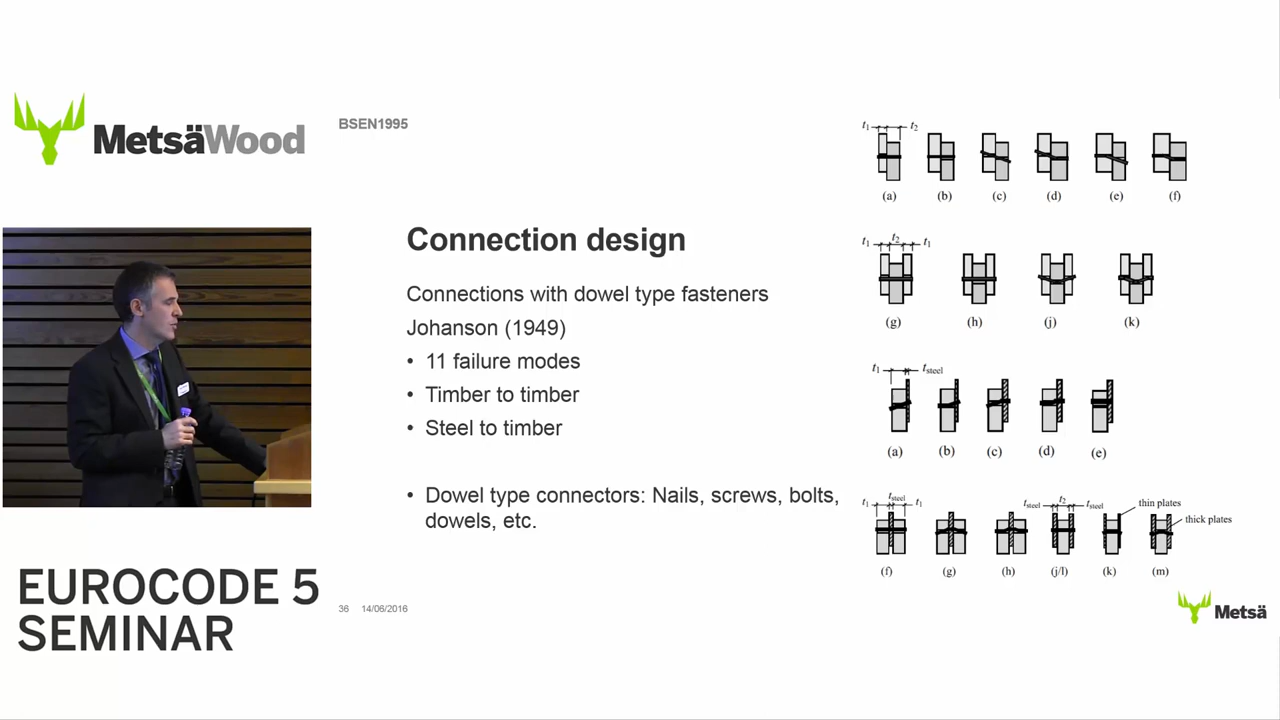 MetsäWood
BSEN1995
Connection design
Connections with dowel type fasteners
Johanson (1949)
• 11 failure modes
• Timber to timber
• Steel to timber
• Dowel type connectors: Nails, screws, bolts,
dowels, etc.
t1 t2
(a) (b) (c) (d) (e) (f)
t1 t2 t1
(g) (h) (j) (k)
t1 tsteel
(a) (b) (c) (d) (e)
t1 tsteel t1 tsteel t2 tsteel thin plates
thick plates
(f) (g) (h) (j/l) (k) (m)
EUROCODE 5
SEMINAR
36 14/06/2016
Metsä